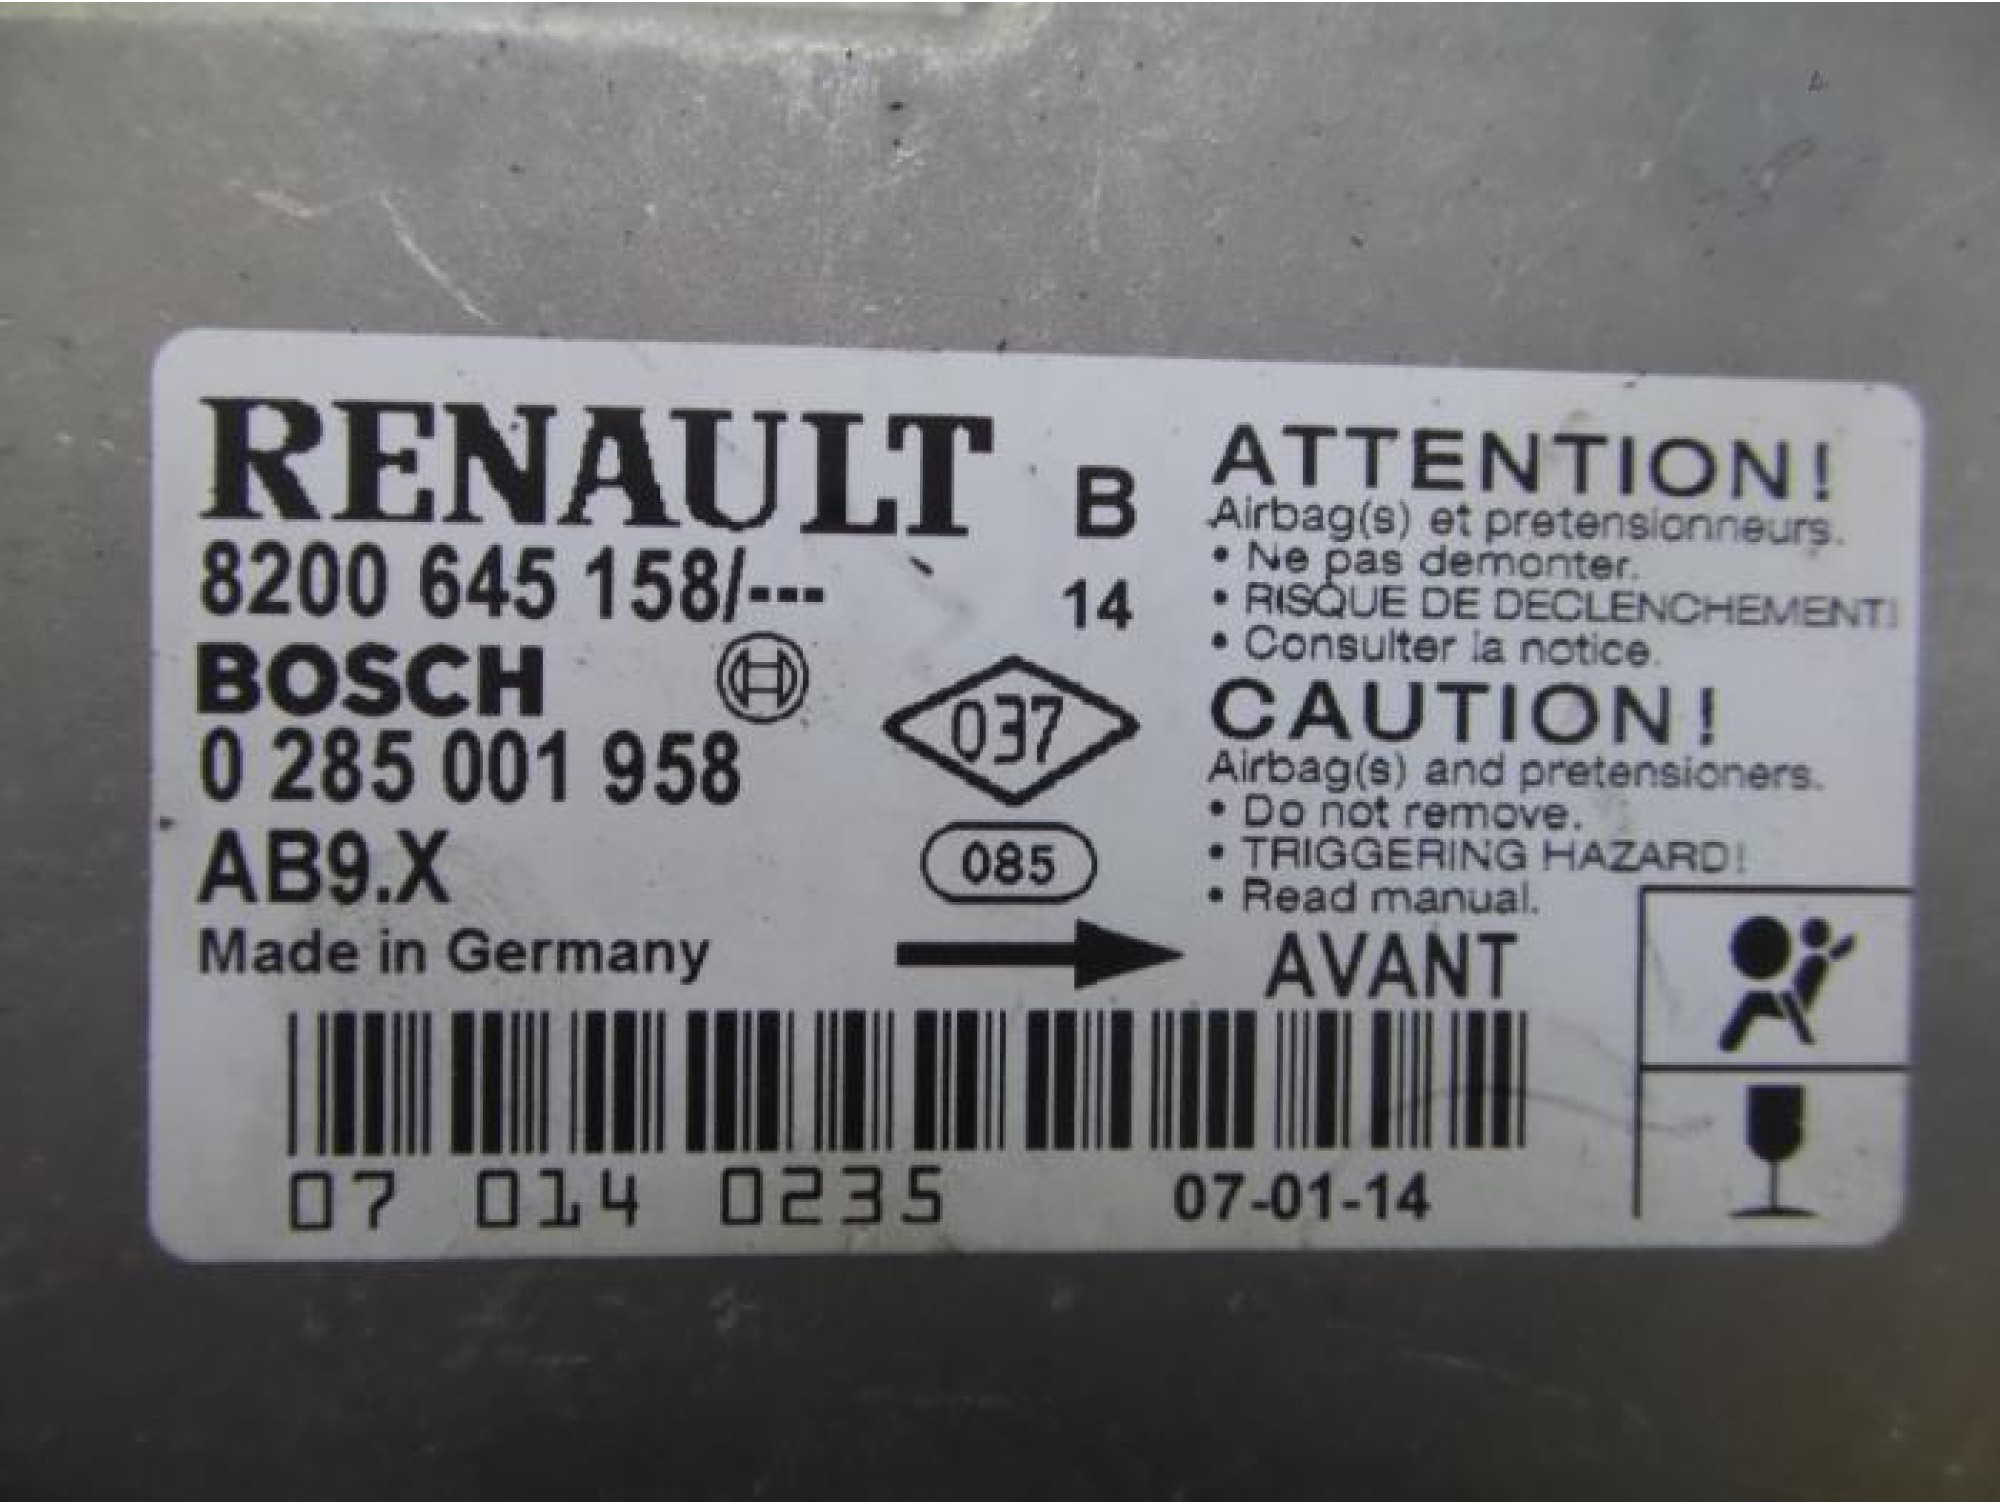 RENAULT
B
8200 645 158/---
14
BOSCH
0 285 001 958
037
AB9.X
085
Made in Germany
ATTENTION!
Airbag(s) et pretensionneurs.
• Ne pas demonter.
• RISQUE DE DECLENCHEMENT!
• Consulter la notice.
CAUTION!
Airbag(s) and pretensioners.
• Do not remove.
• TRIGGERING HAZARD!
• Read manual.
AVANT
07 014 0235
07-01-14